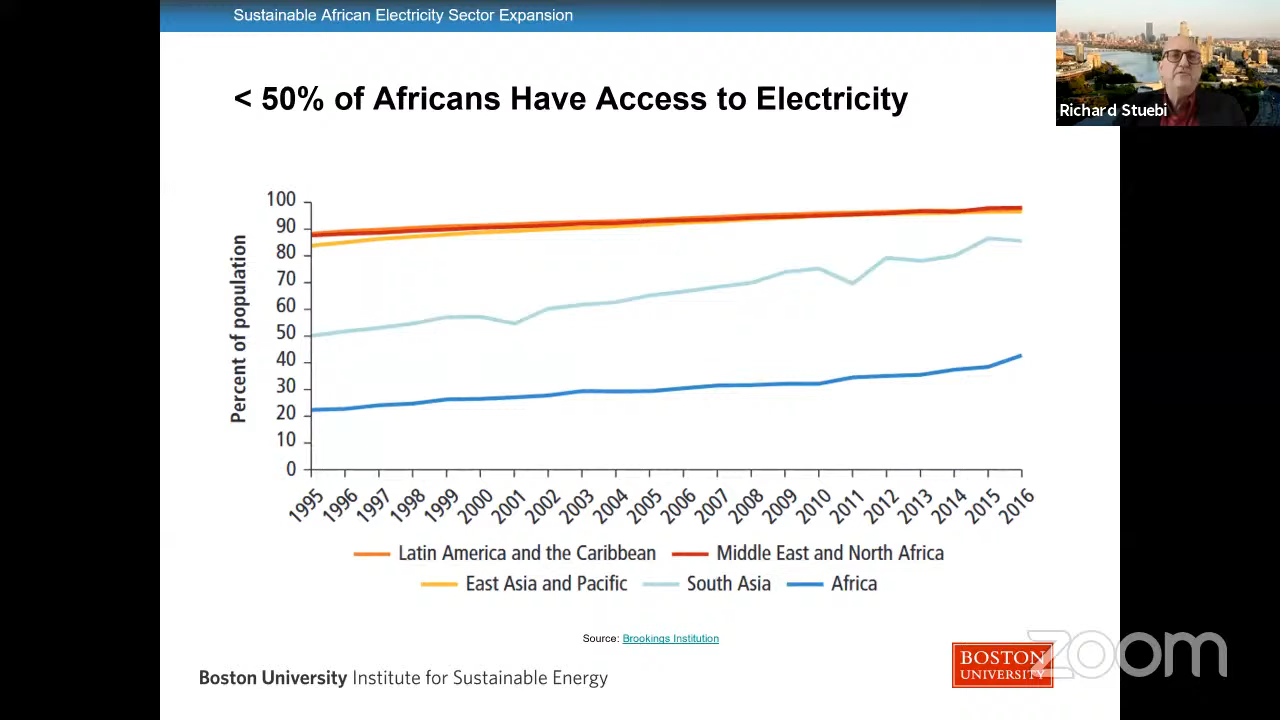 Sustainable African Electricity Sector Expansion
Richard Stuebi
< 50% of Africans Have Access to Electricity
Percent of population
100
90
80
70
60
50
40
30
20
10
0
1995 1996 1997 1998 1999 2000 2001 2002 2003 2004 2005 2006 2007 2008 2009 2010 2011 2012 2013 2014 2015 2016
Latin America and the Caribbean Middle East and North Africa
East Asia and Pacific South Asia Africa
Source: Brookings Institution
Boston University Institute for Sustainable Energy
BOSTON
UNIVERSITY
zoom